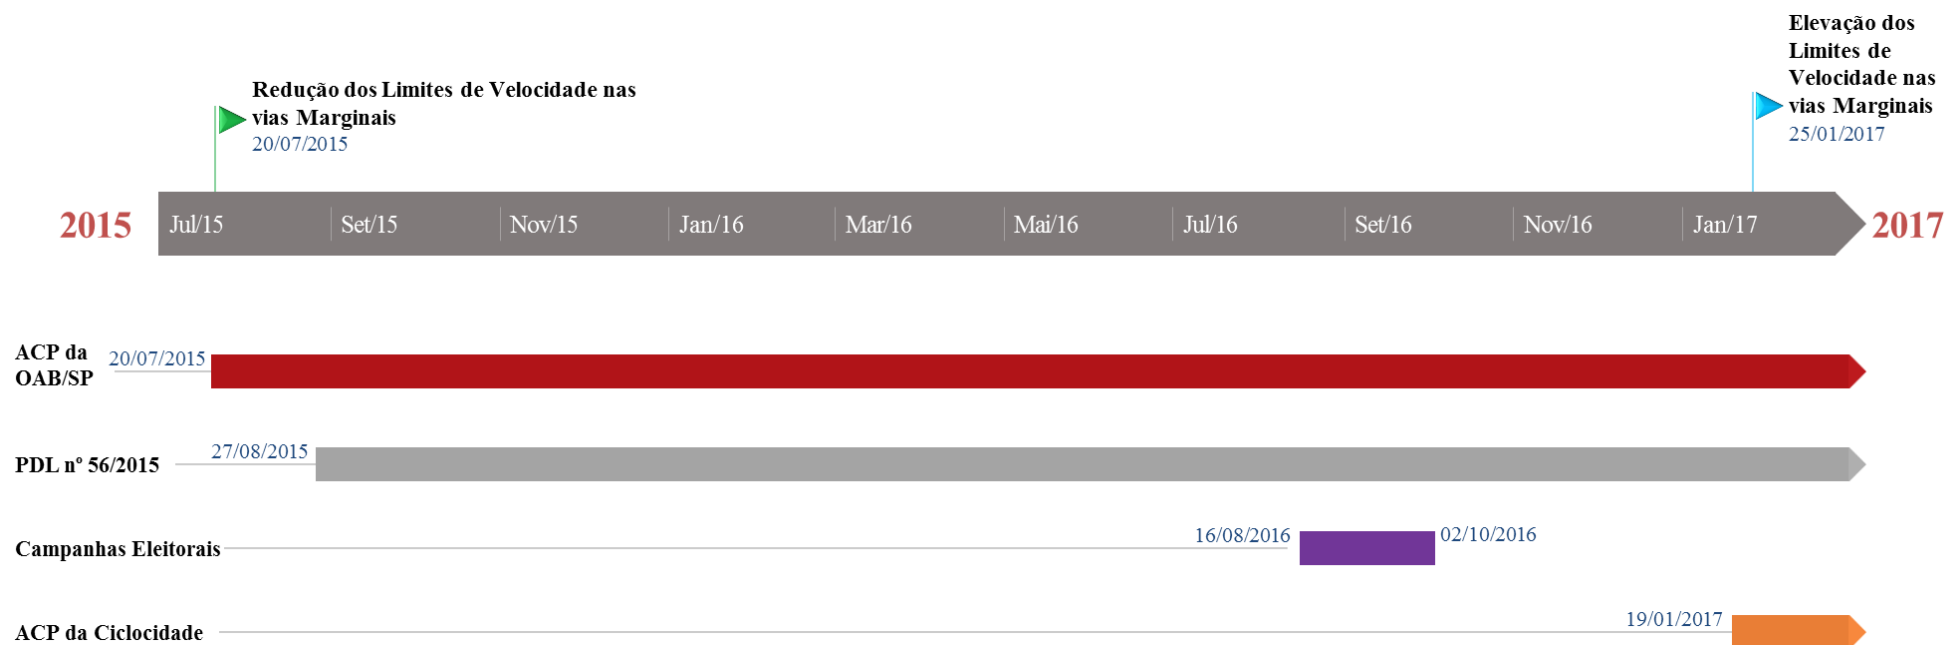 Elevação dos
Limites de
Velocidade nas
vias Marginais
25/01/2017
Redução dos Limites de Velocidade nas
vias Marginais
20/07/2015
2015
Jul/15
Set/15
Nov/15
Jan/16
Mar/16
Mai/16
Jul/16
Set/16
Nov/16
Jan/17
2017
ACP da
OAB/SP
20/07/2015
PDL nº 56/2015
27/08/2015
Campanhas Eleitorais
16/08/2016
02/10/2016
ACP da Ciclocidade
19/01/2017